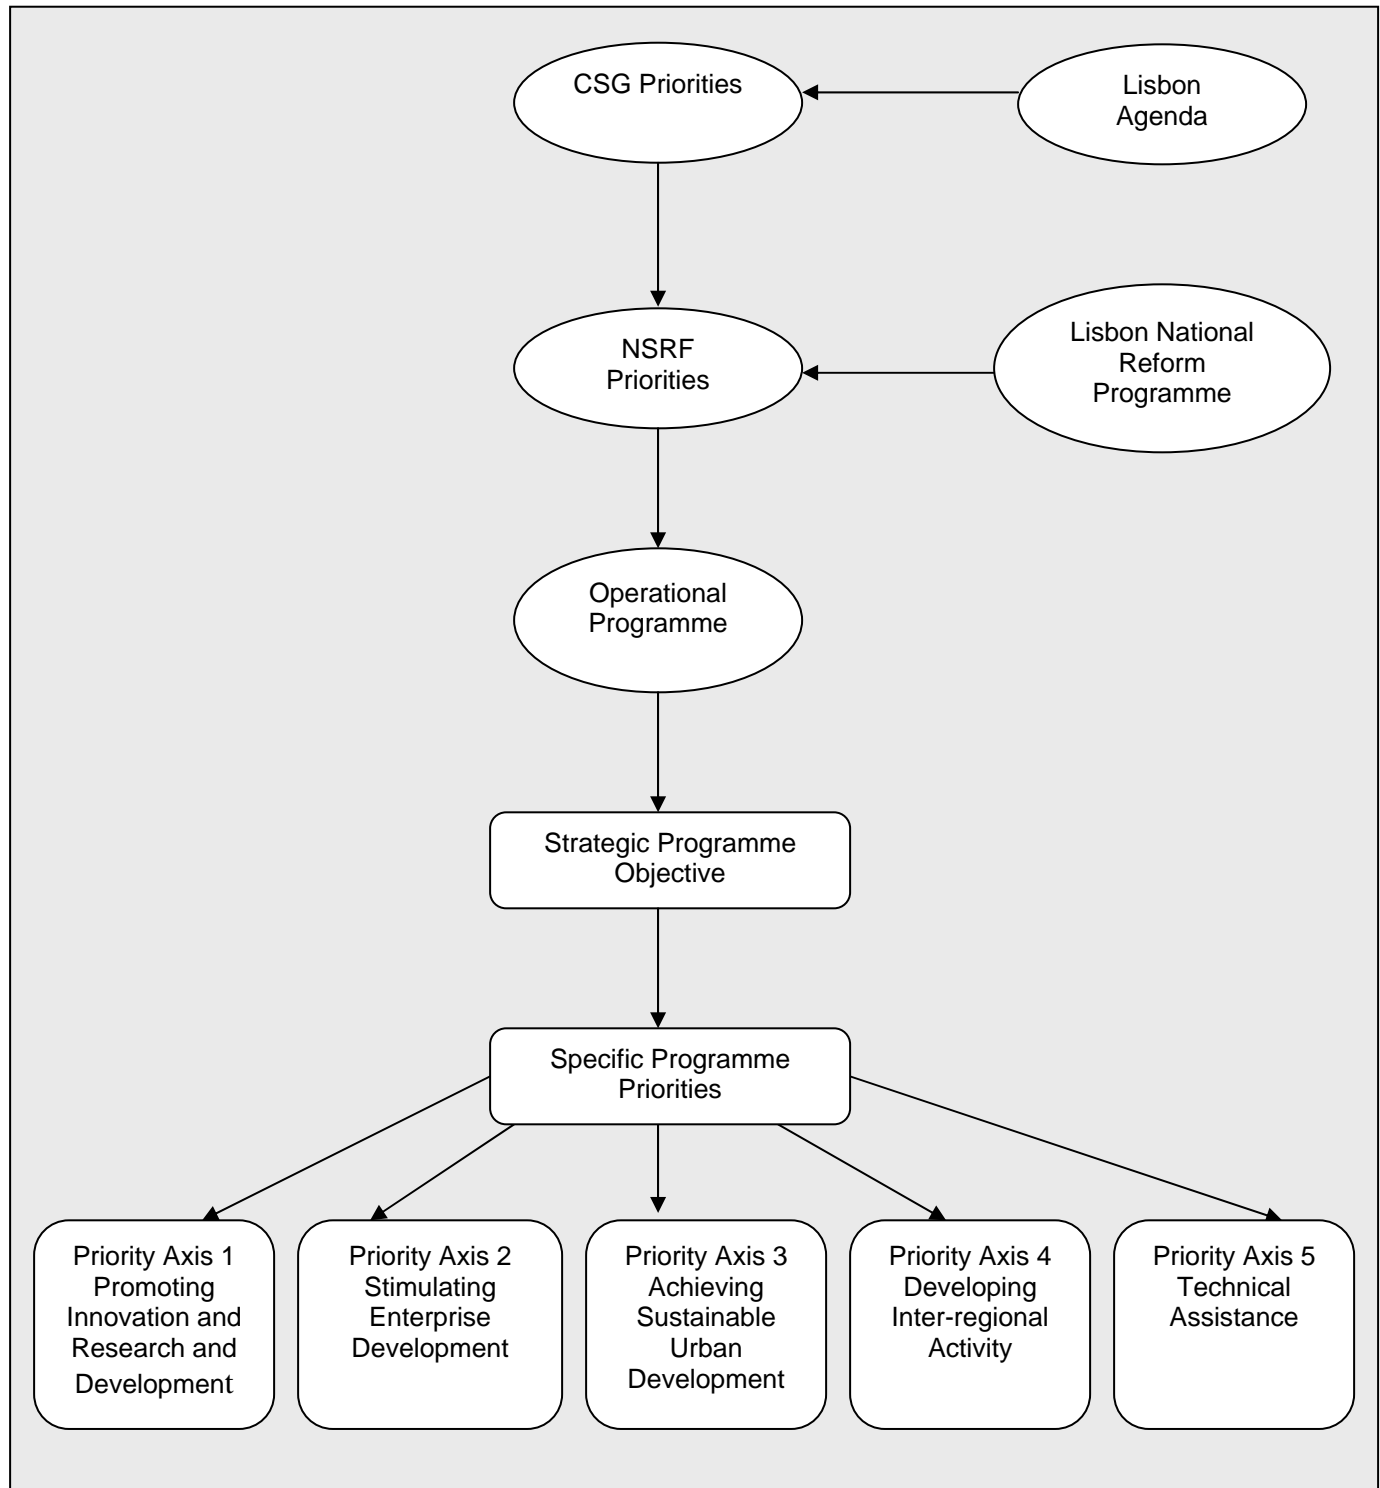 CSG Priorities
Lisbon
Agenda
NSRF
Priorities
Lisbon National
Reform
Programme
Operational
Programme
Strategic Programme
Objective
Specific Programme
Priorities
Priority Axis 1
Promoting
Innovation and
Research and
Development
Priority Axis 2
Stimulating
Enterprise
Development
Priority Axis 3
Achieving
Sustainable
Urban
Development
Priority Axis 4
Developing
Inter-regional
Activity
Priority Axis 5
Technical
Assistance